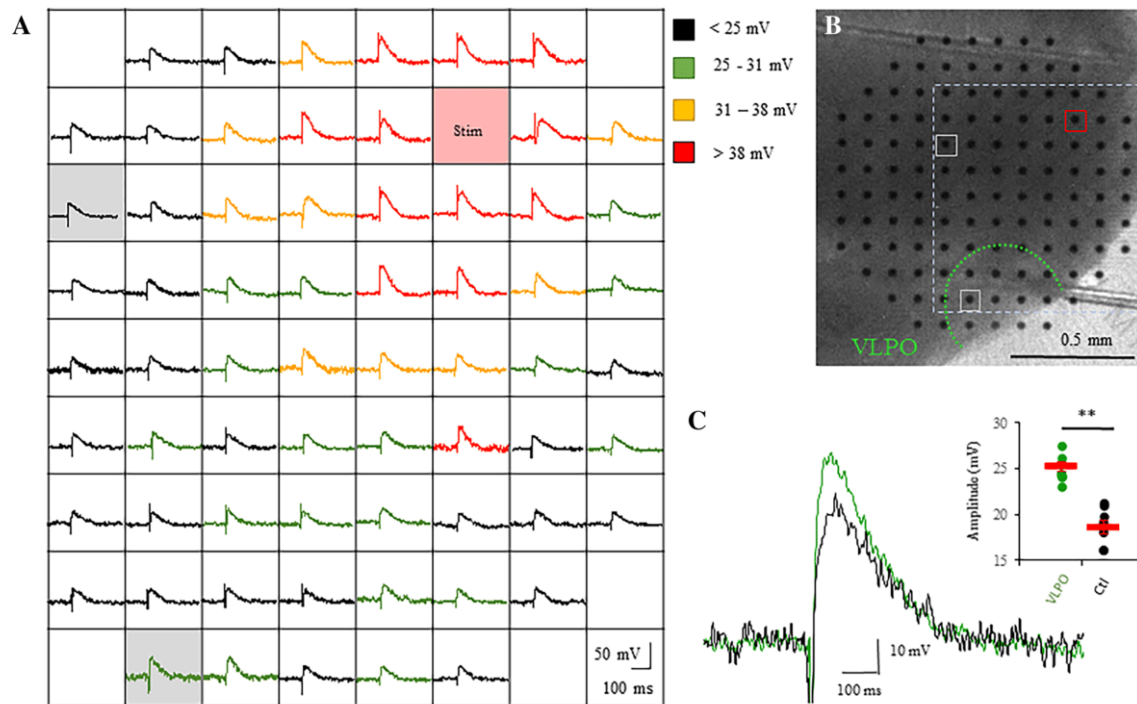 A
< 25 mV
25 - 31 mV
31 – 38 mV
> 38 mV
Stim
50 mV
100 ms
B
VLPO
0.5 mm
C
**
30
25
20
15
Amplitude (mV)
VLPO
Ctl
10 mV
100 ms